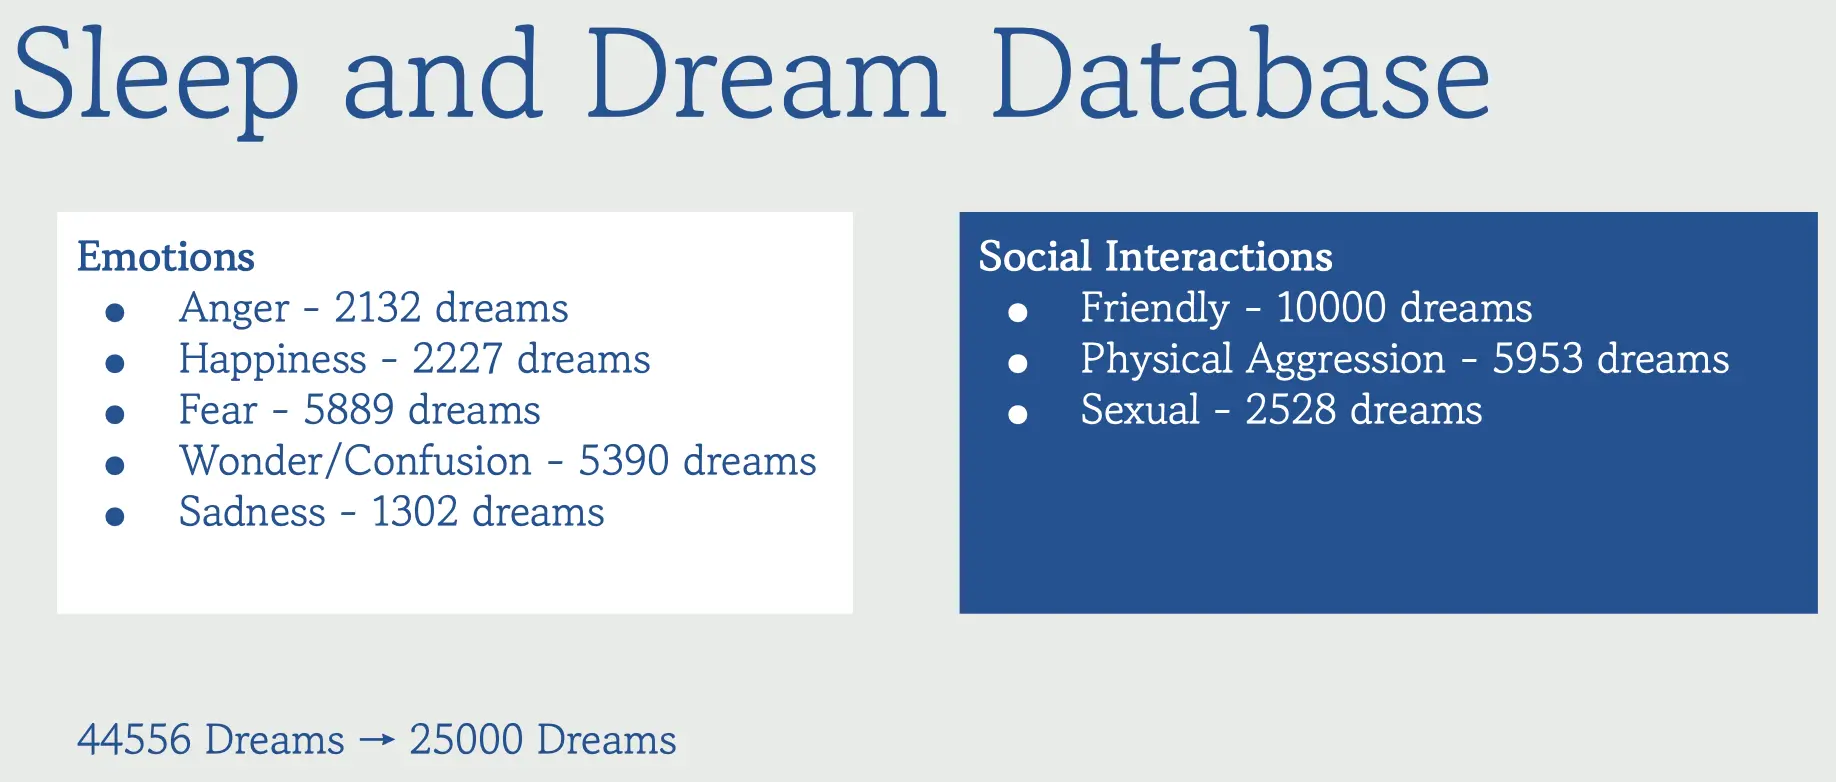 Sleep and Dream Database
Emotions
● Anger - 2132 dreams
● Happiness - 2227 dreams
● Fear - 5889 dreams
● Wonder/Confusion - 5390 dreams
● Sadness - 1302 dreams
Social Interactions
● Friendly - 10000 dreams
● Physical Aggression - 5953 dreams
● Sexual - 2528 dreams
44556 Dreams → 25000 Dreams